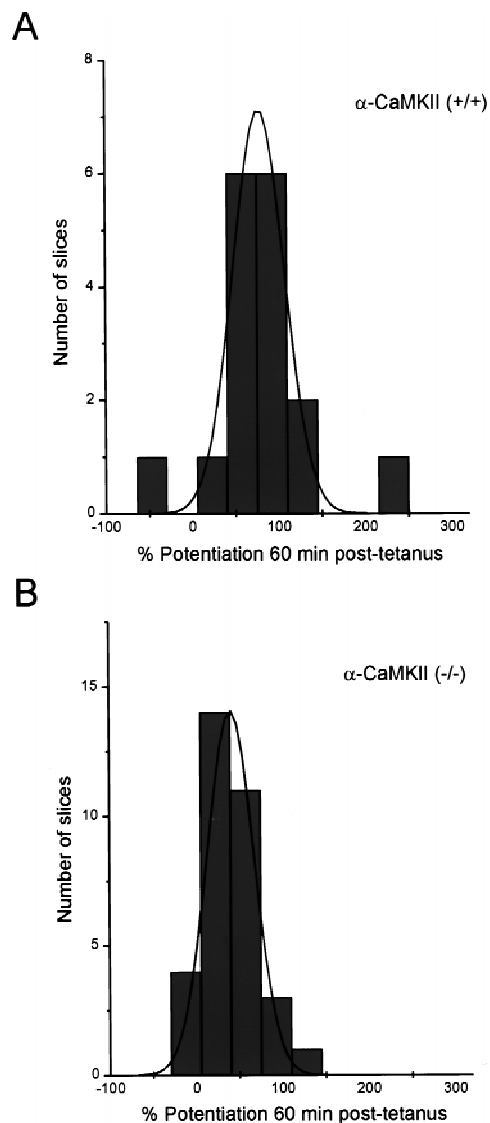 A
8
α-CaMKII (+/+)
6
Number of slices
4
2
0
-100 0 100 200 300
% Potentiation 60 min post-tetanus
B
α-CaMKII (-/-)
15
Number of slices
10
5
0
-100 0 100 200 300
% Potentiation 60 min post-tetanus